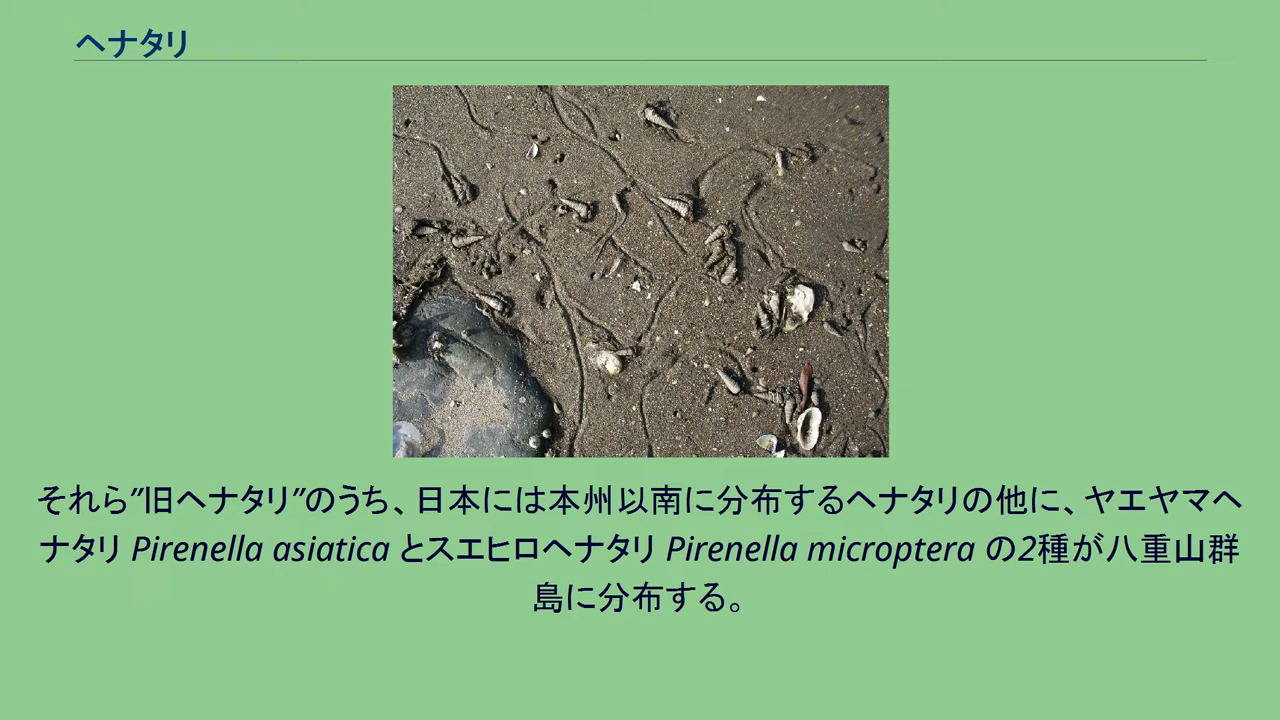 ヘナタリ
それら"旧ヘナタリ"のうち、日本には本州以南に分布するヘナタリの他に、ヤエヤマヘ
ナタリ Pirenella asiatica とスエヒロヘナタリ Pirenella microptera の2種が八重山群
島に分布する。